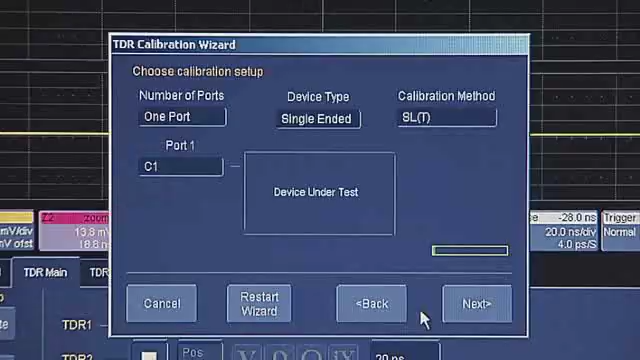 TDR Calibration Wizard
Choose calibration setup
Number of Ports
Device Type
Calibration Method
One Port
Single Ended
SL(T)
Port 1
C1
Device Under Test
mV/div
mV ofst
Z2
zoom
13.8 mV
18.8
-28.0 ns
20.0 ns/div
4.0 pS/S
Trigger
Normal
TDR Main
TDR
Cancel
Restart
Wizard
<Back
Next>
TDR1
TDR2
Pos
20 ps